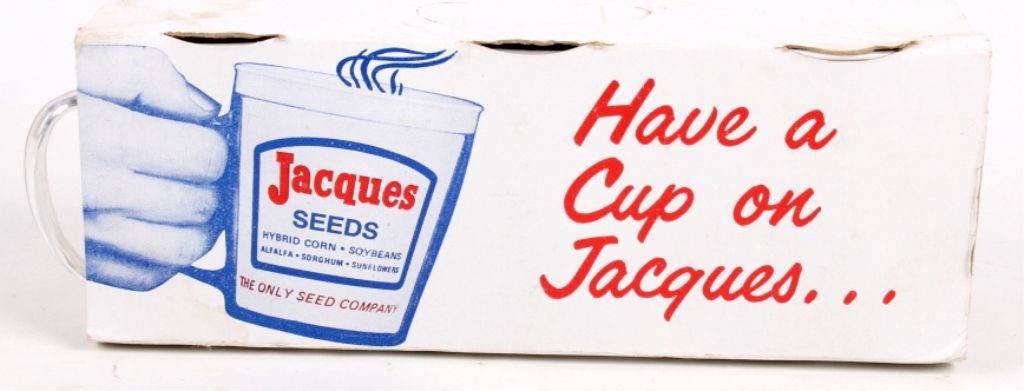 Jacques
SEEDS
HYBRID CORN • SOYBEANS
ALFALFA • SORGHUM • SUNFLOWERS
THE ONLY SEED COMPANY
Have a
Cup on
Jacques...